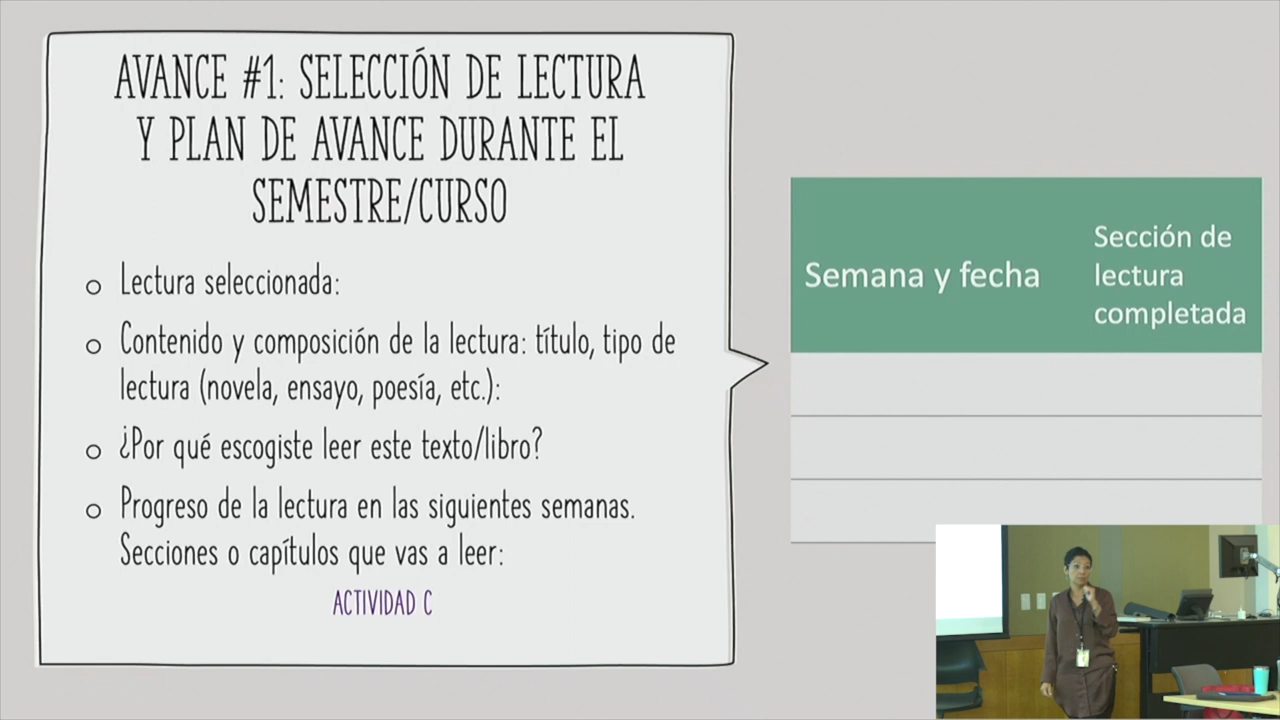 AVANCE #1: SELECCIÓN DE LECTURA
Y PLAN DE AVANCE DURANTE EL
SEMESTRE/CURSO
o Lectura seleccionada:
o Contenido y composición de la lectura: título, tipo de
lectura (novela, ensayo, poesía, etc.):
o ¿Por qué escogiste leer este texto/libro?
o Progreso de la lectura en las siguientes semanas.
Secciones o capítulos que vas a leer:
ACTIVIDAD C
Semana y fecha
Sección de
lectura
completada